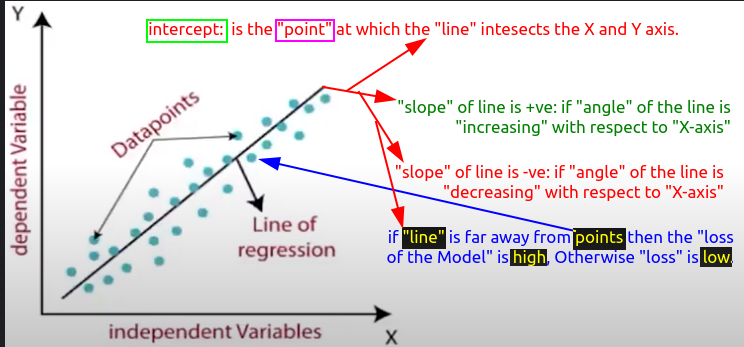 Y
intercept: is the "point" at which the "line" intesects the X and Y axis.
dependent Variable
Datapoints
"slope" of line is +ve: if "angle" of the line is
"increasing" with respect to "X-axis"
"slope" of line is -ve: if "angle" of the line is
"decreasing" with respect to "X-axis"
Line of
regression
if "line" is far away from points then the "loss
of the Model" is high, Otherwise "loss" is low.
independent Variables
X